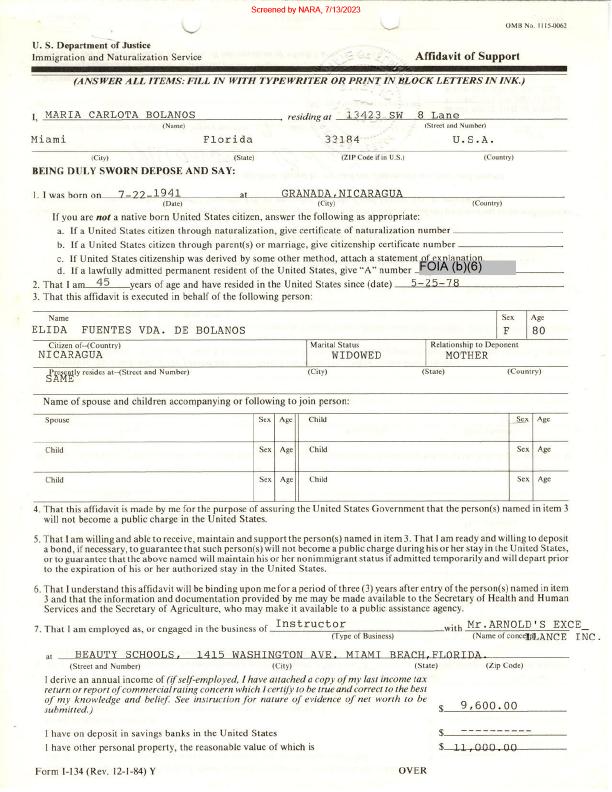 Screened by NARA, 7/13/2023
OMB No. 1115-0062
U. S. Department of Justice
Immigration and Naturalization Service Affidavit of Support
(ANSWER ALL ITEMS: FILL IN WITH TYPEWRITER OR PRINT IN BLOCK LETTERS IN INK.)
I, MARIA CARLOTA BOLANOS, residing at 13423 SW 8 Lane
(Name) (Street and Number)
Miami Florida 33184 U.S.A.
(City) (State) (ZIP Code if in U.S.) (Country)
BEING DULY SWORN DEPOSE AND SAY:
1. I was born on 7-22-1941 at GRANADA,NICARAGUA
(Date) (City) (Country)
If you are not a native born United States citizen, answer the following as appropriate:
a. If a United States citizen through naturalization, give certificate of naturalization number
b. If a United States citizen through parent(s) or marriage, give citizenship certificate number
c. If United States citizenship was derived by some other method, attach a statement of explanation.
d. If a lawfully admitted permanent resident of the United States, give "A" number FOIA (b)(6)
2. That I am 45 years of age and have resided in the United States since (date) 5-25-78
3. That this affidavit is executed in behalf of the following person:
Name Sex Age
ELIDA FUENTES VDA. DE BOLANOS F 80
Citizen of--(Country) Marital Status Relationship to Deponent
NICARAGUA WIDOWED MOTHER
Presently resides at--(Street and Number) (City) (State) (Country)
SAME
Name of spouse and children accompanying or following to join person:
Spouse Sex Age Child Sex Age
Child Sex Age Child Sex Age
Child Sex Age Child Sex Age
4. That this affidavit is made by me for the purpose of assuring the United States Government that the person(s) named in item 3
will not become a public charge in the United States.
5. That I am willing and able to receive, maintain and support the person(s) named in item 3. That I am ready and willing to deposit
a bond, if necessary, to guarantee that such person(s) will not become a public charge during his or her stay in the United States,
or to guarantee that the above named will maintain his or her nonimmigrant status if admitted temporarily and will depart prior
to the expiration of his or her authorized stay in the United States.
6. That I understand this affidavit will be binding upon me for a period of three (3) years after entry of the person(s) named in item
3 and that the information and documentation provided by me may be made available to the Secretary of Health and Human
Services and the Secretary of Agriculture, who may make it available to a public assistance agency.
7. That I am employed as, or engaged in the business of Instructor with Mr.ARNOLD'S EXCE_
(Type of Business) (Name of concern) LLANCE INC.
at BEAUTY SCHOOLS, 1415 WASHINGTON AVE. MIAMI BEACH,FLORIDA.
(Street and Number) (City) (State) (Zip Code)
I derive an annual income of (if self-employed, I have attached a copy of my last income tax
return or report of commercial rating concern which I certify to be true and correct to the best
of my knowledge and belief. See instruction for nature of evidence of net worth to be
submitted.) $ 9,600.00
I have on deposit in savings banks in the United States $ ----------
I have other personal property, the reasonable value of which is $ 11,000.00
Form I-134 (Rev. 12-1-84) Y OVER